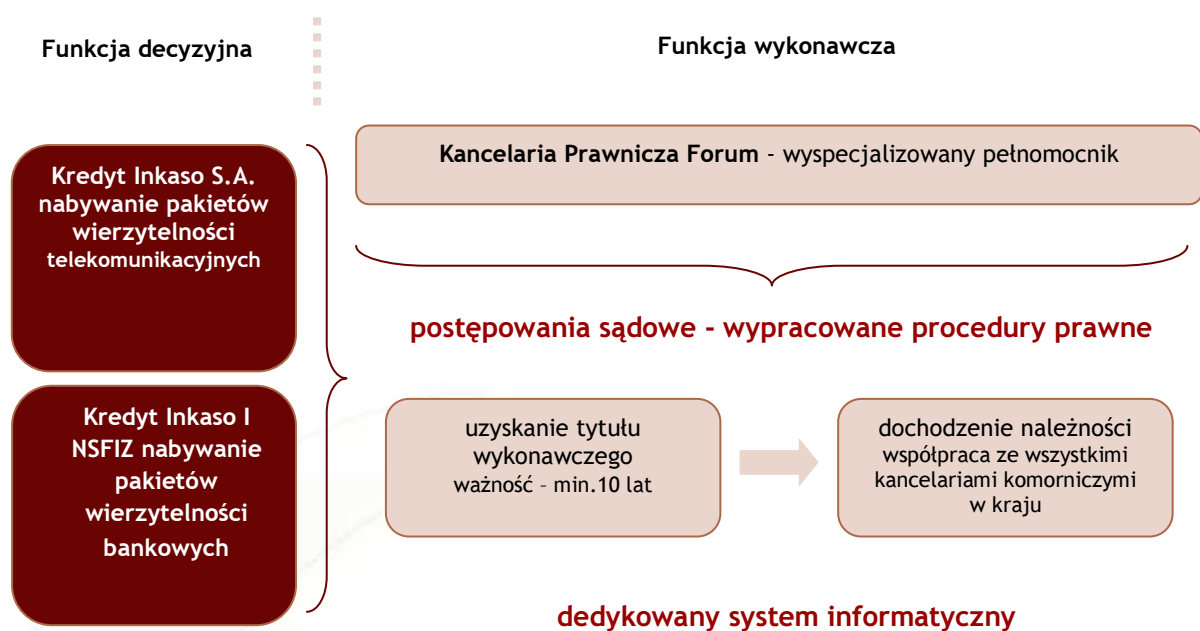 Funkcja decyzyjna
Funkcja wykonawcza
Kredyt Inkaso S.A.
nabywanie pakietów
wierzytelności
telekomunikacyjnych
Kredyt Inkaso I
NSFIZ nabywanie
pakietów
wierzytelności
bankowych
Kancelaria Prawnicza Forum - wyspecjalizowany pełnomocnik
postępowania sądowe - wypracowane procedury prawne
uzyskanie tytułu
wykonawczego
ważność – min.10 lat
dochodzenie należności
współpraca ze wszystkimi
kancelariami komorniczymi
w kraju
dedykowany system informatyczny